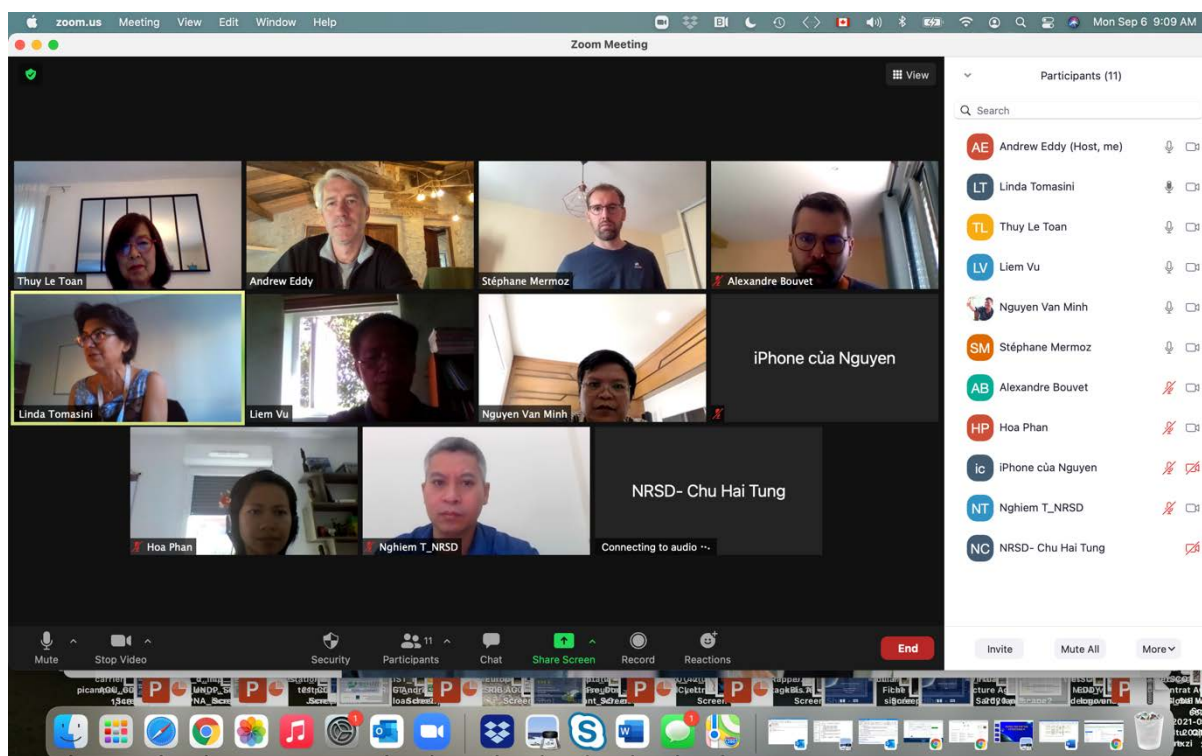 zoom.us Meeting View Edit Window Help
Mon Sep 6 9:09 AM
Zoom Meeting
View
Thuy Le Toan
Andrew Eddy
Stéphane Mermoz
Alexandre Bouvet
Linda Tomasini
Liem Vu
Nguyen Van Minh
iPhone của Nguyen
Hoa Phan
Nghiem T_NRSD
NRSD- Chu Hai Tung
Connecting to audio
Participants (11)
Search
AE Andrew Eddy (Host, me)
LT Linda Tomasini
TL Thuy Le Toan
LV Liem Vu
Nguyen Van Minh
SM Stéphane Mermoz
AB Alexandre Bouvet
HP Hoa Phan
ic iPhone của Nguyen
NT Nghiem T_NRSD
NC NRSD- Chu Hai Tung
Mute
Stop Video
Security
11
Participants
Chat
Share Screen
Record
Reactions
End
Invite
Mute All
More